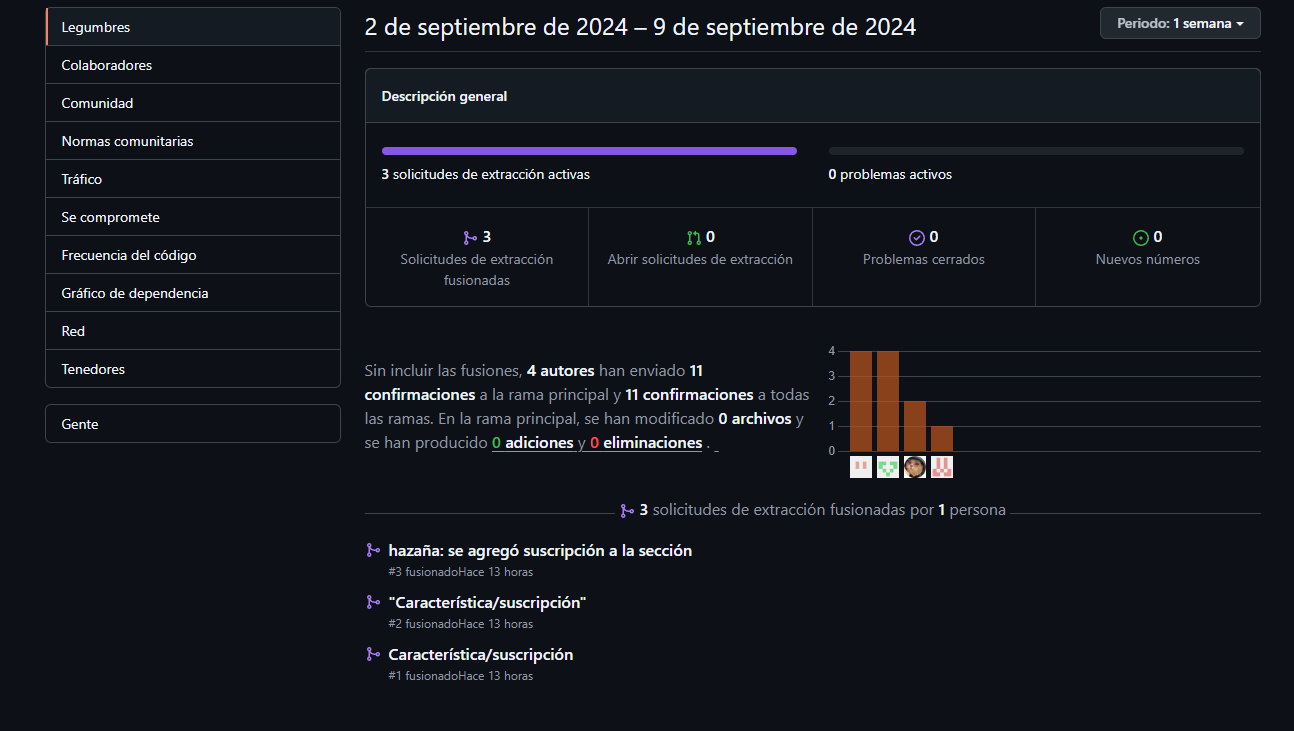 Legumbres
Colaboradores
Comunidad
Normas comunitarias
Tráfico
Se compromete
Frecuencia del código
Gráfico de dependencia
Red
Tenedores
Gente
2 de septiembre de 2024 – 9 de septiembre de 2024
Periodo: 1 semana
Descripción general
3 solicitudes de extracción activas
0 problemas activos
3
Solicitudes de extracción
fusionadas
0
Abrir solicitudes de extracción
0
Problemas cerrados
0
Nuevos números
Sin incluir las fusiones, 4 autores han enviado 11
confirmaciones a la rama principal y 11 confirmaciones a todas
las ramas. En la rama principal, se han modificado 0 archivos y
se han producido 0 adiciones y 0 eliminaciones .
4
3
2
1
0
3 solicitudes de extracción fusionadas por 1 persona
hazaña: se agregó suscripción a la sección
#3 fusionadoHace 13 horas
"Característica/suscripción"
#2 fusionadoHace 13 horas
Característica/suscripción
#1 fusionadoHace 13 horas